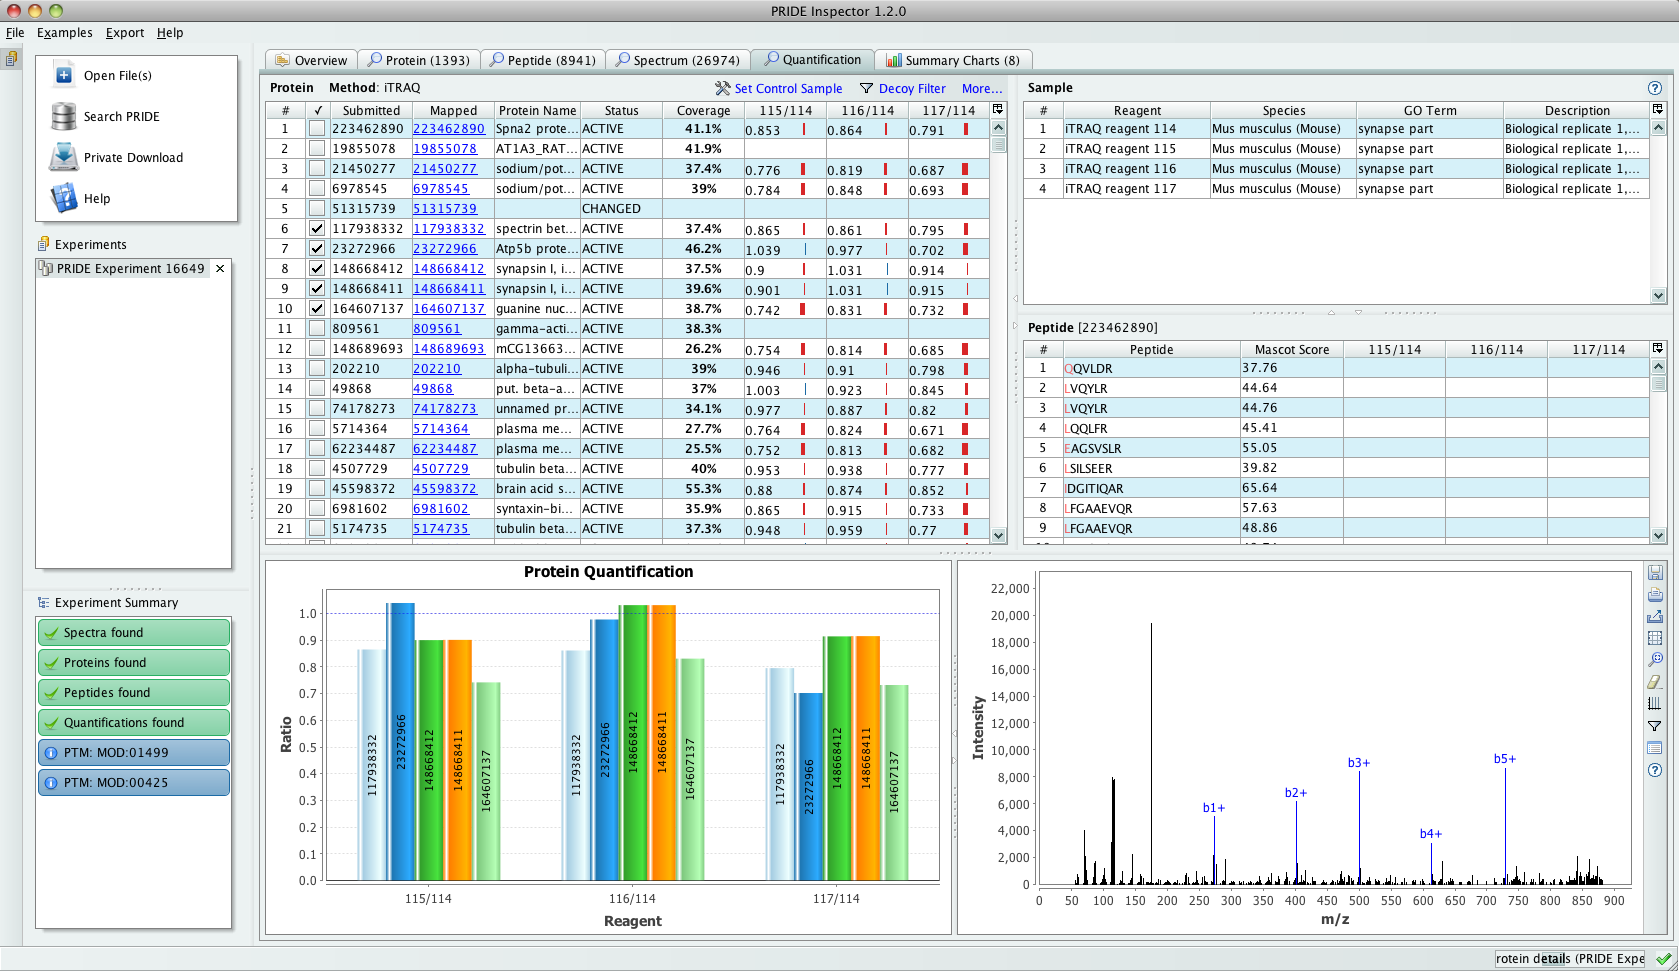 PRIDE Inspector 1.2.0
File Examples Export Help
Open File(s)
Search PRIDE
Private Download
Help
Experiments
PRIDE Experiment 16649
Experiment Summary
Spectra found
Proteins found
Peptides found
Quantifications found
PTM: MOD:01499
PTM: MOD:00425
Overview Protein (1393) Peptide (8941) Spectrum (26974) Quantification Summary Charts (8)
Protein Method: iTRAQ Set Control Sample Decoy Filter More...
# ✓ Submitted Mapped Protein Name Status Coverage 115/114 116/114 117/114
1 223462890 223462890 Spna2 prote... ACTIVE 41.1% 0.853 0.864 0.791
2 19855078 19855078 AT1A3_RAT... ACTIVE 41.9%
3 21450277 21450277 sodium/pot... ACTIVE 37.4% 0.776 0.819 0.687
4 6978545 6978545 sodium/pot... ACTIVE 39% 0.784 0.848 0.693
5 51315739 51315739 CHANGED
6 117938332 117938332 spectrin bet... ACTIVE 37.4% 0.865 0.861 0.795
7 23272966 23272966 Atp5b prote... ACTIVE 46.2% 1.039 0.977 0.702
8 148668412 148668412 synapsin I, i... ACTIVE 37.5% 0.9 1.031 0.914
9 148668411 148668411 synapsin I, i... ACTIVE 39.6% 0.901 1.031 0.915
10 164607137 164607137 guanine nuc... ACTIVE 38.7% 0.742 0.831 0.732
11 809561 809561 gamma-acti... ACTIVE 38.3%
12 148689693 148689693 mCG13663... ACTIVE 26.2% 0.754 0.814 0.685
13 202210 202210 alpha-tubuli... ACTIVE 39% 0.946 0.91 0.798
14 49868 49868 put. beta-a... ACTIVE 37% 1.003 0.923 0.845
15 74178273 74178273 unnamed pr... ACTIVE 34.1% 0.977 0.887 0.82
16 5714364 5714364 plasma me... ACTIVE 27.7% 0.764 0.824 0.671
17 62234487 62234487 plasma me... ACTIVE 25.5% 0.752 0.813 0.682
18 4507729 4507729 tubulin beta... ACTIVE 40% 0.953 0.938 0.777
19 45598372 45598372 brain acid s... ACTIVE 55.3% 0.88 0.874 0.852
20 6981602 6981602 syntaxin-bi... ACTIVE 35.9% 0.865 0.915 0.733
21 5174735 5174735 tubulin beta... ACTIVE 37.3% 0.948 0.959 0.77
Sample
# Reagent Species GO Term Description
1 iTRAQ reagent 114 Mus musculus (Mouse) synapse part Biological replicate 1,...
2 iTRAQ reagent 115 Mus musculus (Mouse) synapse part Biological replicate 1,...
3 iTRAQ reagent 116 Mus musculus (Mouse) synapse part Biological replicate 1,...
4 iTRAQ reagent 117 Mus musculus (Mouse) synapse part Biological replicate 1,...
Peptide [223462890]
# Peptide Mascot Score 115/114 116/114 117/114
1 QQVLDR 37.76
2 LVQYLR 44.64
3 LVQYLR 44.76
4 LQQLFR 45.41
5 EAGSVSLR 55.05
6 LSILSEER 39.82
7 IDGITIQAR 65.64
8 LFGAAEVQR 57.63
9 LFGAAEVQR 48.86
Protein Quantification
Ratio
1.0
0.9
0.8
0.7
0.6
0.5
0.4
0.3
0.2
0.1
0.0
117938332 23272966 148668412 148668411 164607137
117938332 23272966 148668412 148668411 164607137
117938332 23272966 148668412 148668411 164607137
115/114 116/114 117/114
Reagent
Intensity
22,000
20,000
18,000
16,000
14,000
12,000
10,000
8,000
6,000
4,000
2,000
0
b1+ b2+ b3+ b4+ b5+
0 50 100 150 200 250 300 350 400 450 500 550 600 650 700 750 800 850 900
m/z
rotein details (PRIDE Expe